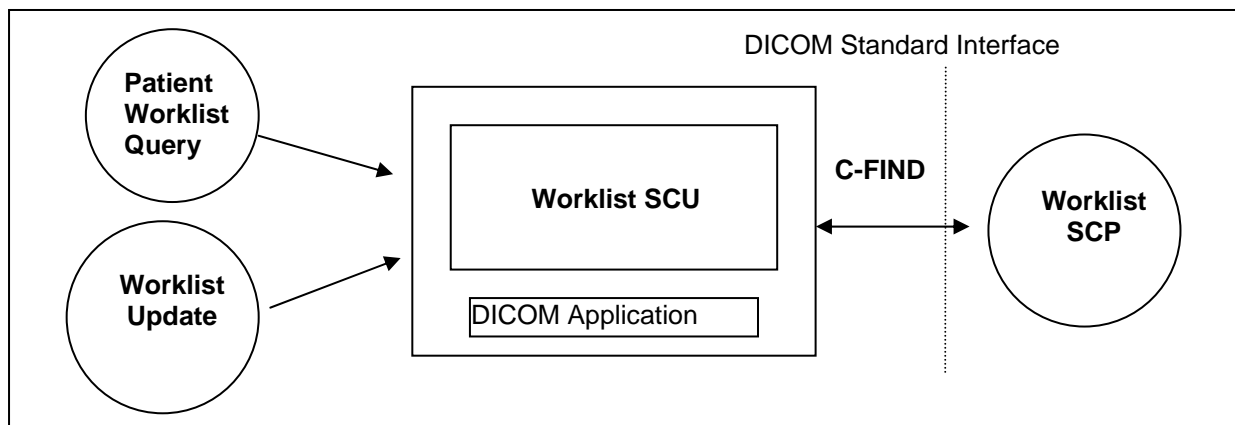 DICOM Standard Interface
Patient
Worklist
Query
Worklist SCU
C-FIND
Worklist
SCP
Worklist
Update
DICOM Application